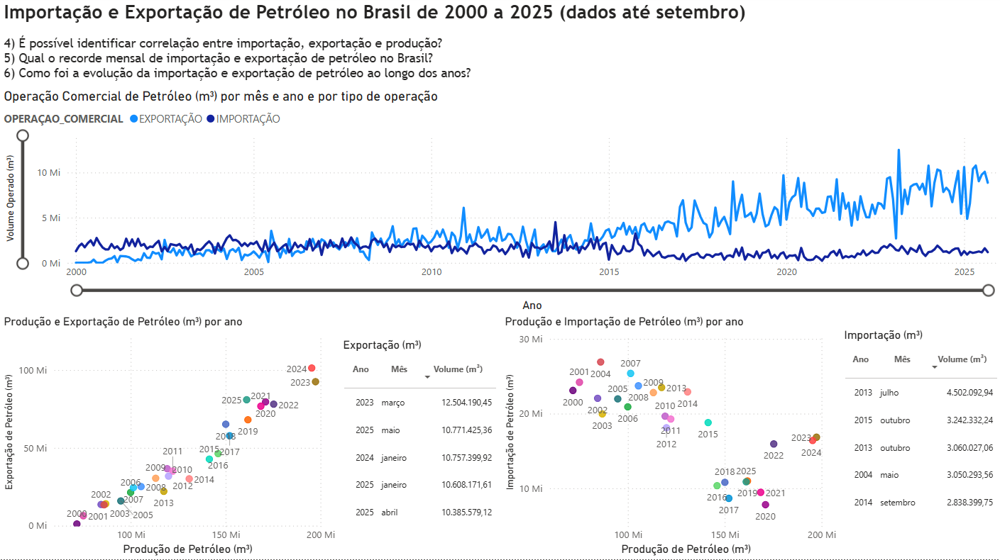 Importação e Exportação de Petróleo no Brasil de 2000 a 2025 (dados até setembro)
4) É possível identificar correlação entre importação, exportação e produção?
5) Qual o recorde mensal de importação e exportação de petróleo no Brasil?
6) Como foi a evolução da importação e exportação de petróleo ao longo dos anos?
Operação Comercial de Petróleo (m³) por mês e ano e por tipo de operação
OPERAÇAO_COMERCIAL EXPORTAÇÃO IMPORTAÇÃO
Volume Operado (m³)
10 Mi
5 Mi
0 Mi
2000 2005 2010 2015 2020 2025
Ano
Produção e Exportação de Petróleo (m³) por ano
Exportação de Petróleo (m³)
100 Mi
50 Mi
0 Mi
2024
2023
2025
2021
2022
2020
2019
2018
2017
2015
2016
2011
2009
2010
2014
2012
2013
2006
2008
2007
2002
2000
2001
2003
2005
100 Mi 150 Mi 200 Mi
Produção de Petróleo (m³)
Exportação (m³)
Ano Mês Volume (m³)
2023 março 12.504.190,45
2025 maio 10.771.425,36
2024 janeiro 10.757.399,92
2025 janeiro 10.608.171,61
2025 abril 10.385.579,12
Produção e Importação de Petróleo (m³) por ano
Importação de Petróleo (m³)
30 Mi
20 Mi
10 Mi
2007
2001
2004
2009
2013
2005
2008
2000
2002
2010
2014
2006
2003
2011
2015
2012
2023
2024
2022
2018
2025
2016
2019
2021
2017
2020
100 Mi 150 Mi 200 Mi
Produção de Petróleo (m³)
Importação (m³)
Ano Mês Volume (m³)
2013 julho 4.502.092,94
2015 outubro 3.242.332,24
2013 outubro 3.060.027,06
2004 maio 3.050.293,56
2014 setembro 2.838.399,75